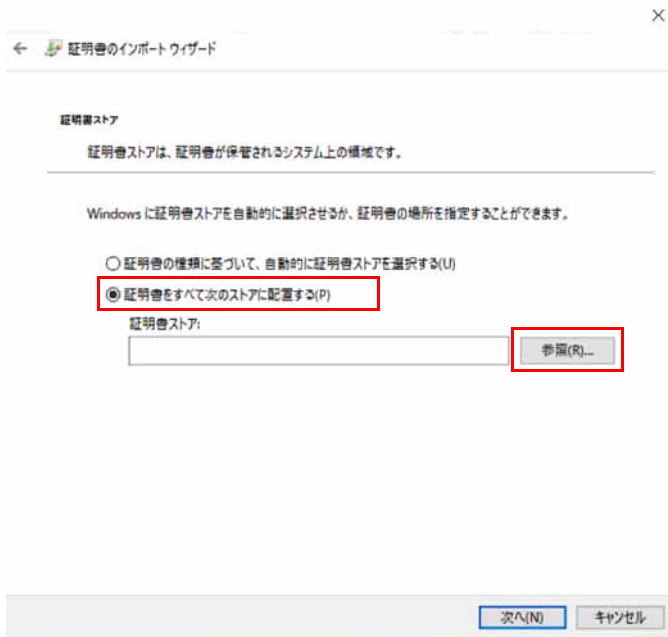 証明書のインポート ウィザード
証明書ストア
証明書ストアは、証明書が保管されるシステム上の領域です。
Windows に証明書ストアを自動的に選択させるか、証明書の場所を指定することができます。
証明書の種類に基づいて、自動的に証明書ストアを選択する(U)
証明書をすべて次のストアに配置する(P)
証明書ストア:
参照(R)...
次へ(N)
キャンセル